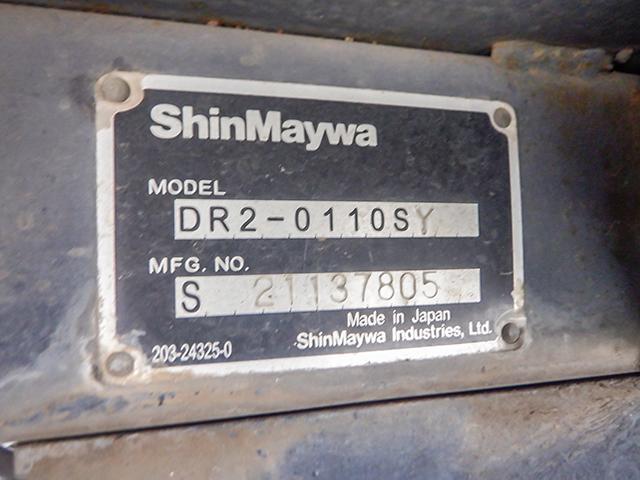 ShinMaywa
MODEL
DR2-0110SY
MFG. NO.
S 21137805
Made in Japan
203-24325-0 ShinMaywa Industries, Ltd.